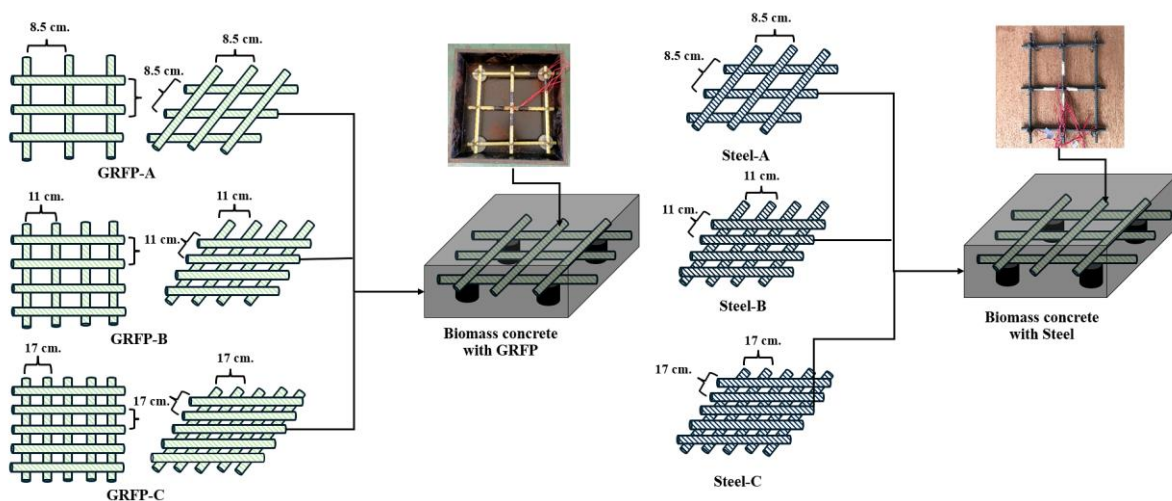 8.5 cm.
8.5 cm.
8.5 cm.
GRFP-A
11 cm.
11 cm.
11 cm.
GRFP-B
17 cm.
17 cm.
17 cm.
GRFP-C
Biomass concrete
with GRFP
8.5 cm.
8.5 cm.
Steel-A
11 cm.
11 cm.
Steel-B
17 cm.
17 cm.
Steel-C
Biomass concrete
with Steel